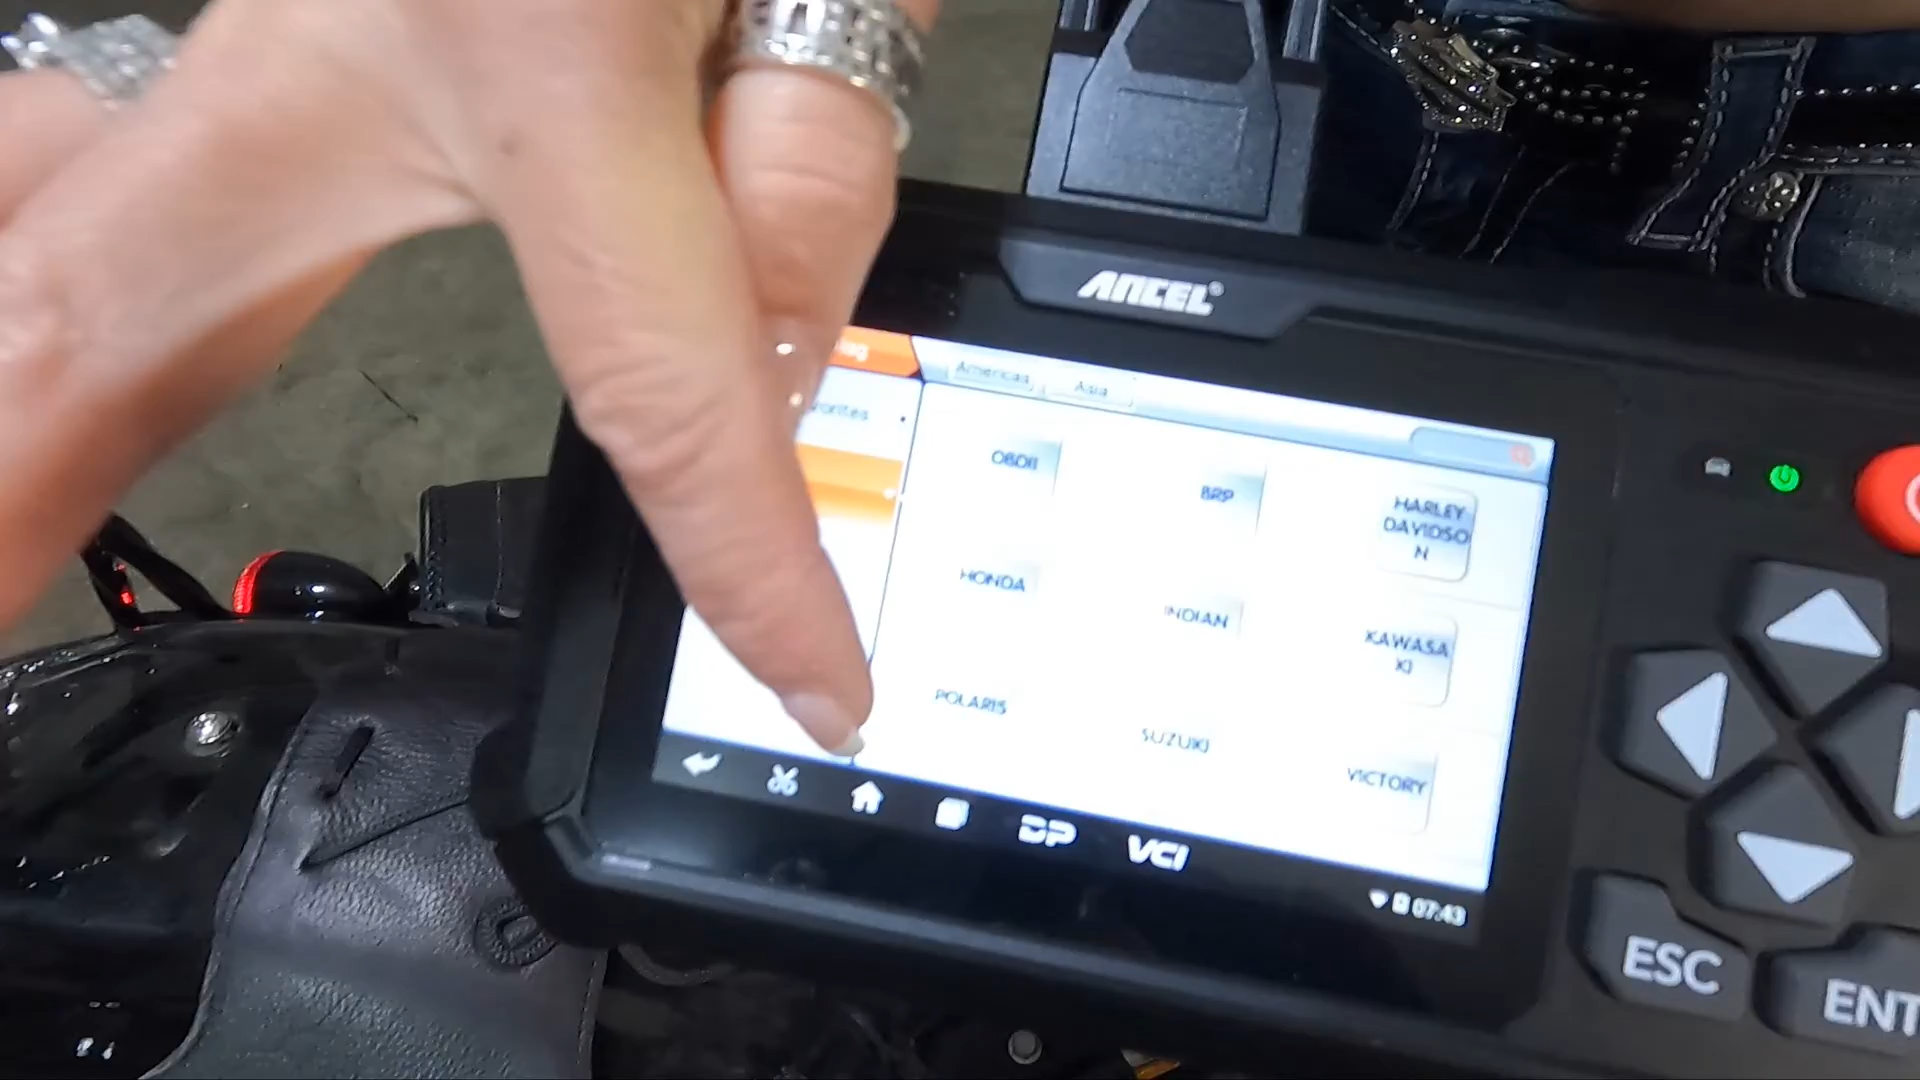 ANCEL®
Americas Asia
OBDII
BRP
HARLEY
DAVIDSO
N
HONDA
INDIAN
KAWASA
KI
POLARIS
SUZUKI
VICTORY
DP VCI
07:43
ESC
ENT